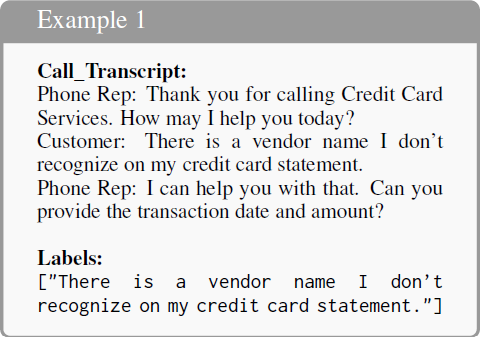 Example 1
Call_Transcript:
Phone Rep: Thank you for calling Credit Card
Services. How may I help you today?
Customer: There is a vendor name I don’t
recognize on my credit card statement.
Phone Rep: I can help you with that. Can you
provide the transaction date and amount?
Labels:
["There is a vendor name I don’t
recognize on my credit card statement."]